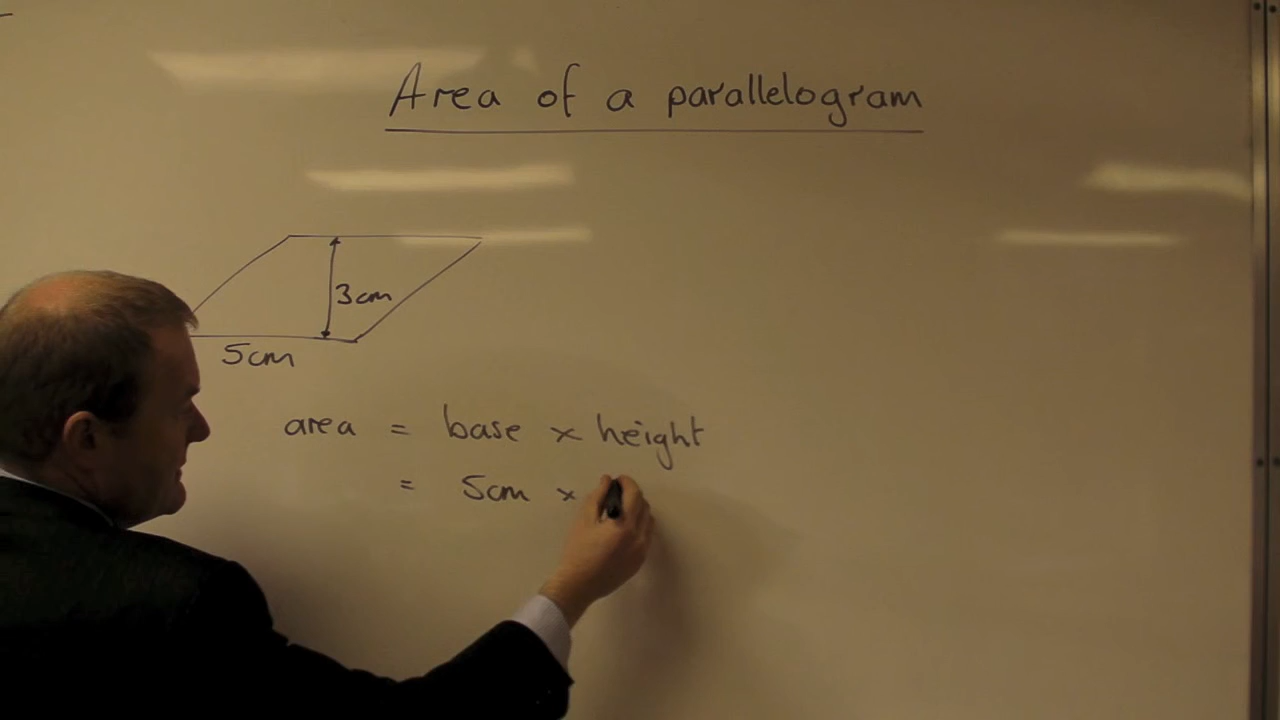 Area of a parallelogram
3cm
5cm
area = base × height
= 5cm ×